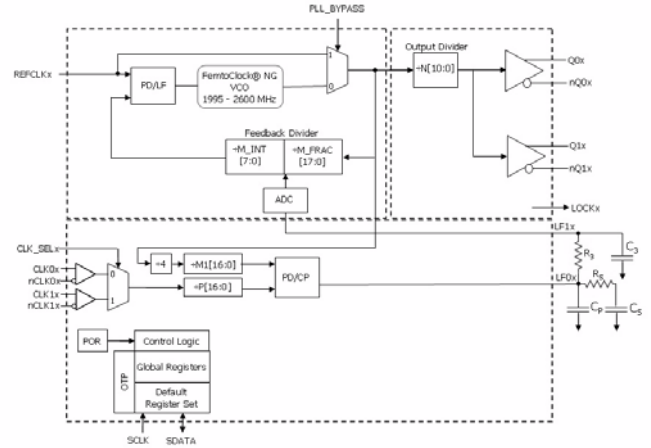 PLL_BYPASS
Output Divider
÷N[10:0]
Q0x
nQ0x
REFCLKx
PD/LF
FemtoClock® NG
VCO
1995 - 2600 MHz
1
0
Feedback Divider
÷M_INT
[7:0]
÷M_FRAC
[17:0]
Q1x
nQ1x
ADC
LOCKx
LF1x
CLK_SELx
CLK0x
nCLK0x
CLK1x
nCLK1x
0
1
÷4
÷M1[16:0]
÷P[16:0]
PD/CP
R3
C3
LF0x
RS
CP
CS
POR
Control Logic
OTP
Global Registers
Default
Register Set
SCLK
SDATA